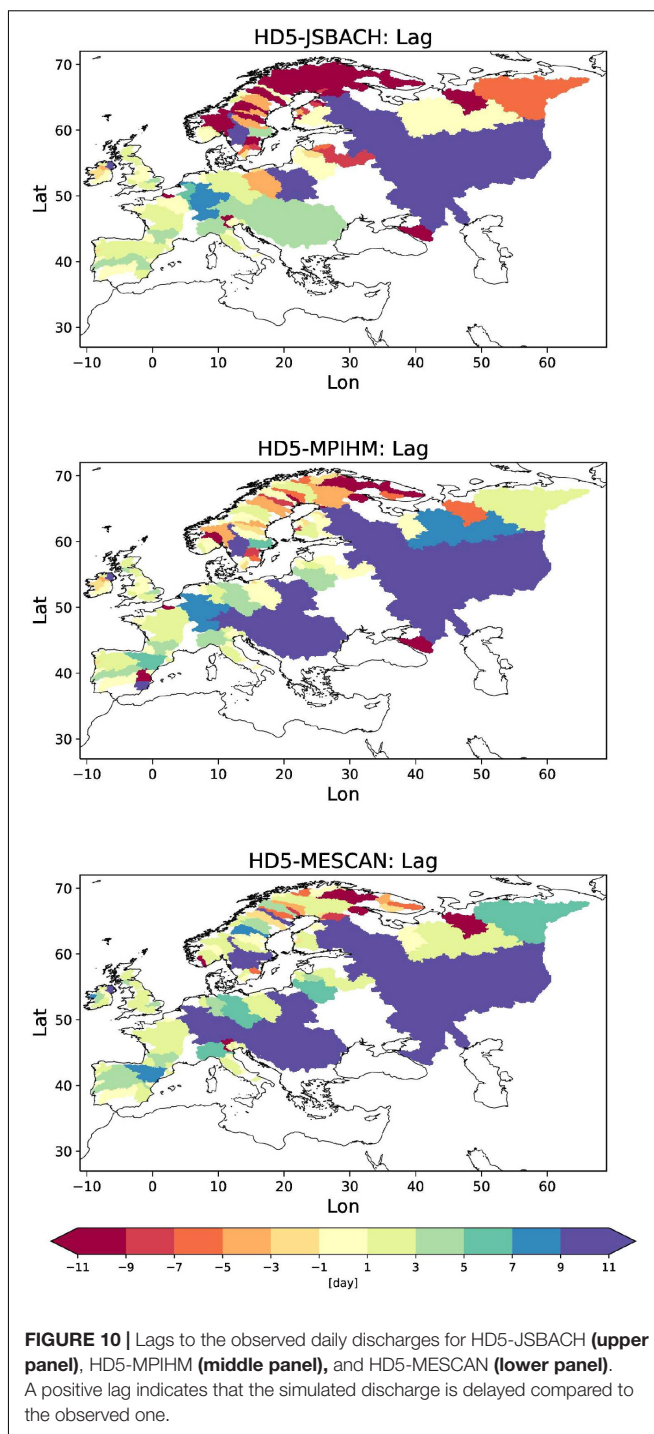 HD5-JSBACH: Lag
70
60
50
40
30
Lat
−10 0 10 20 30 40 50 60
Lon
HD5-MPIHM: Lag
70
60
50
40
30
Lat
−10 0 10 20 30 40 50 60
Lon
HD5-MESCAN: Lag
70
60
50
40
30
Lat
−10 0 10 20 30 40 50 60
Lon
−11 −9 −7 −5 −3 −1 1 3 5 7 9 11
[day]
FIGURE 10 | Lags to the observed daily discharges for HD5-JSBACH (upper
panel), HD5-MPIHM (middle panel), and HD5-MESCAN (lower panel).
A positive lag indicates that the simulated discharge is delayed compared to
the observed one.